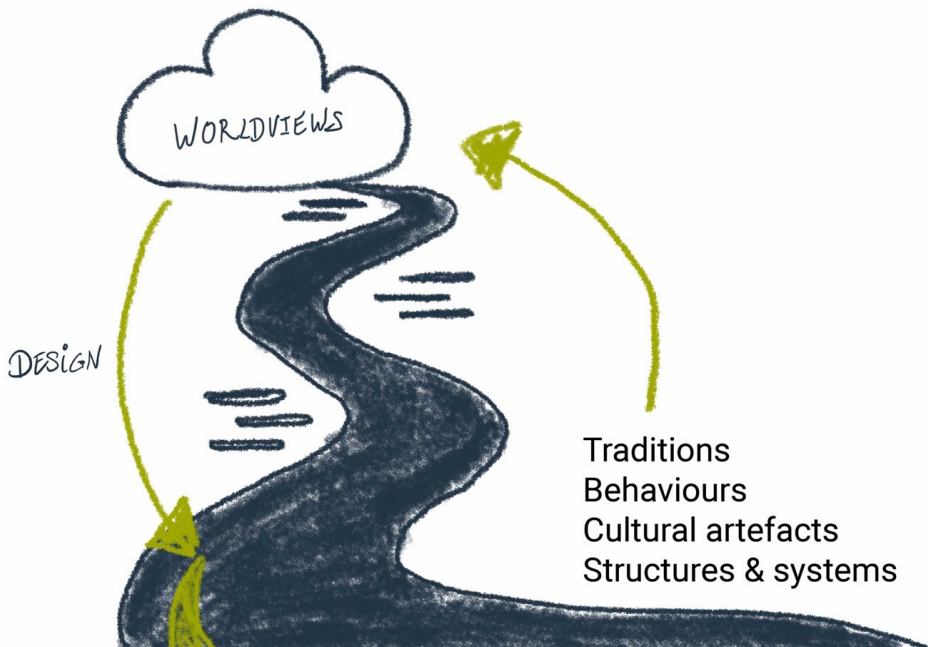 WORLDVIEWS
DESIGN
Traditions
Behaviours
Cultural artefacts
Structures & systems